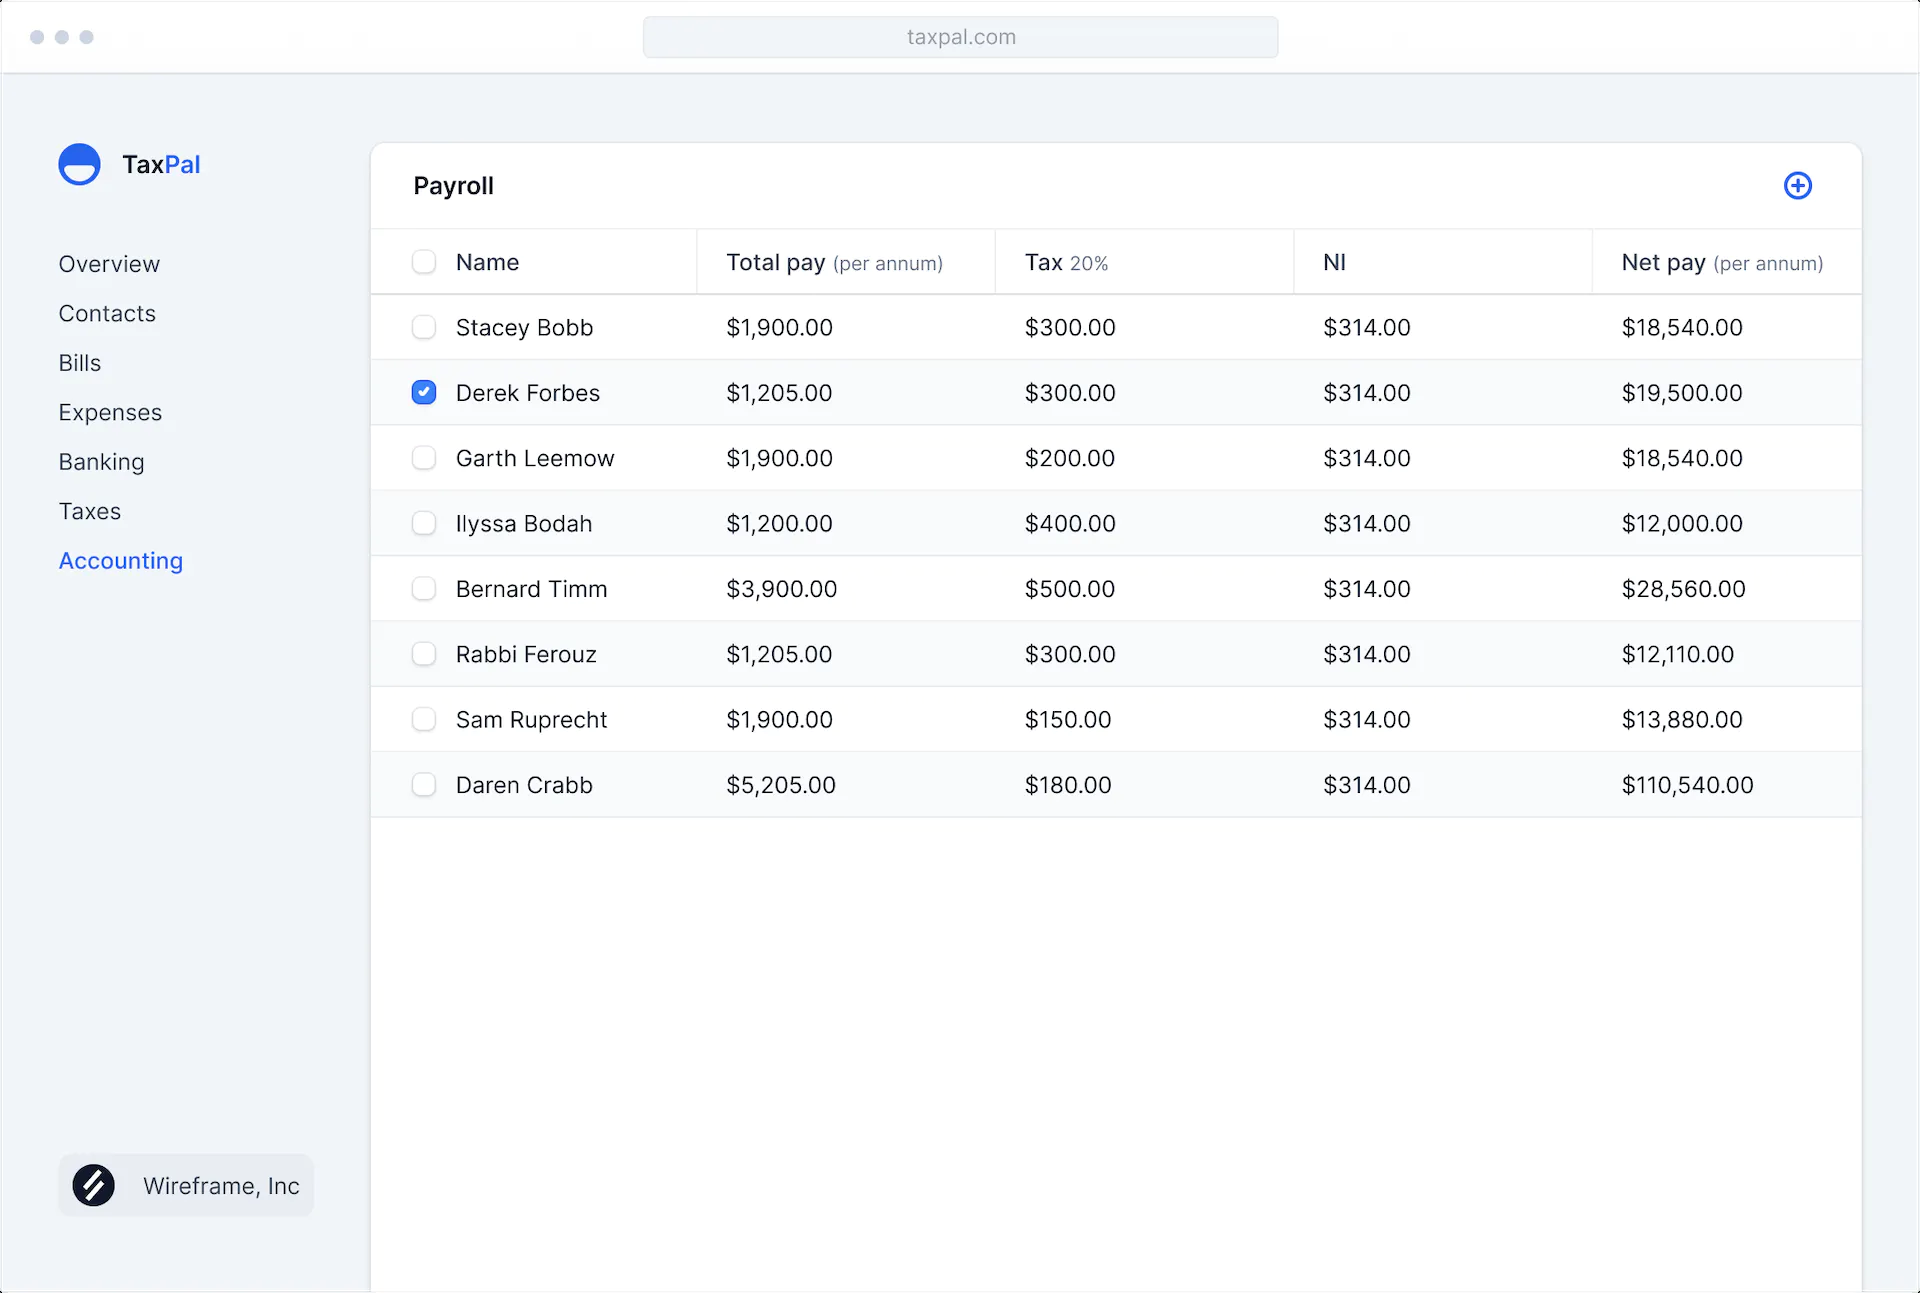 taxpal.com
TaxPal
Overview
Contacts
Bills
Expenses
Banking
Taxes
Accounting
Wireframe, Inc
Payroll
Name Total pay (per annum) Tax 20% NI Net pay (per annum)
Stacey Bobb $1,900.00 $300.00 $314.00 $18,540.00
Derek Forbes $1,205.00 $300.00 $314.00 $19,500.00
Garth Leemow $1,900.00 $200.00 $314.00 $18,540.00
Ilyssa Bodah $1,200.00 $400.00 $314.00 $12,000.00
Bernard Timm $3,900.00 $500.00 $314.00 $28,560.00
Rabbi Ferouz $1,205.00 $300.00 $314.00 $12,110.00
Sam Ruprecht $1,900.00 $150.00 $314.00 $13,880.00
Daren Crabb $5,205.00 $180.00 $314.00 $110,540.00